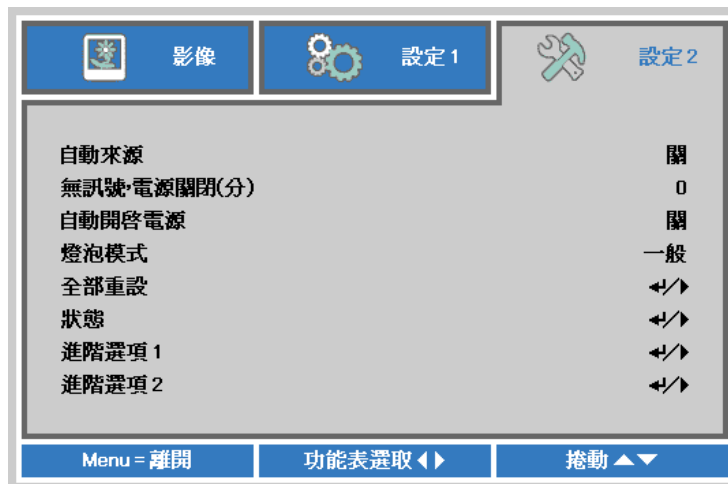 影像 設定 1 設定 2
自動來源 關
無訊號,電源關閉(分) 0
自動開啓電源 關
燈泡模式 一般
全部重設 ↵/▶
狀態 ↵/▶
進階選項 1 ↵/▶
進階選項 2 ↵/▶
Menu = 離開 功能表選取 ◀▶ 捲動 ▲▼